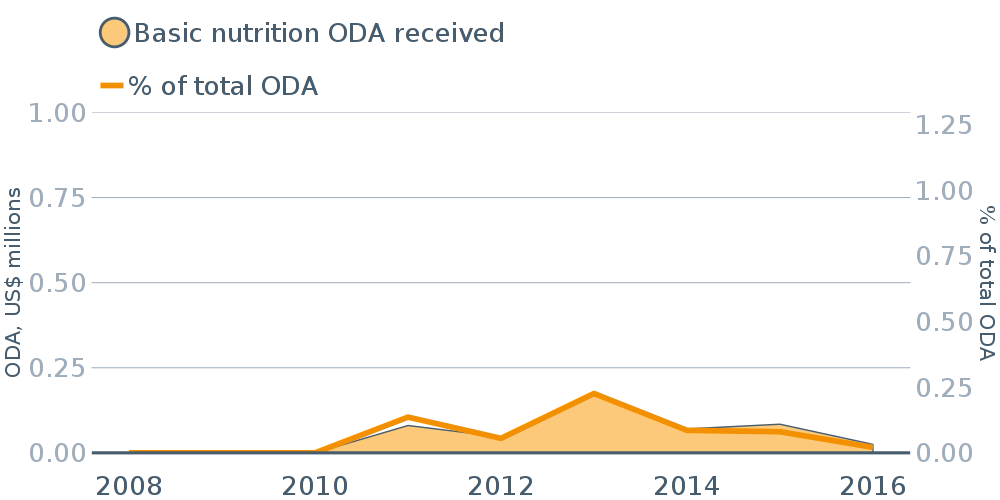 Basic nutrition ODA received
% of total ODA
1.00
0.75
0.50
0.25
0.00
ODA, US$ millions
1.25
1.00
0.75
0.50
0.25
0.00
% of total ODA
2008 2010 2012 2014 2016